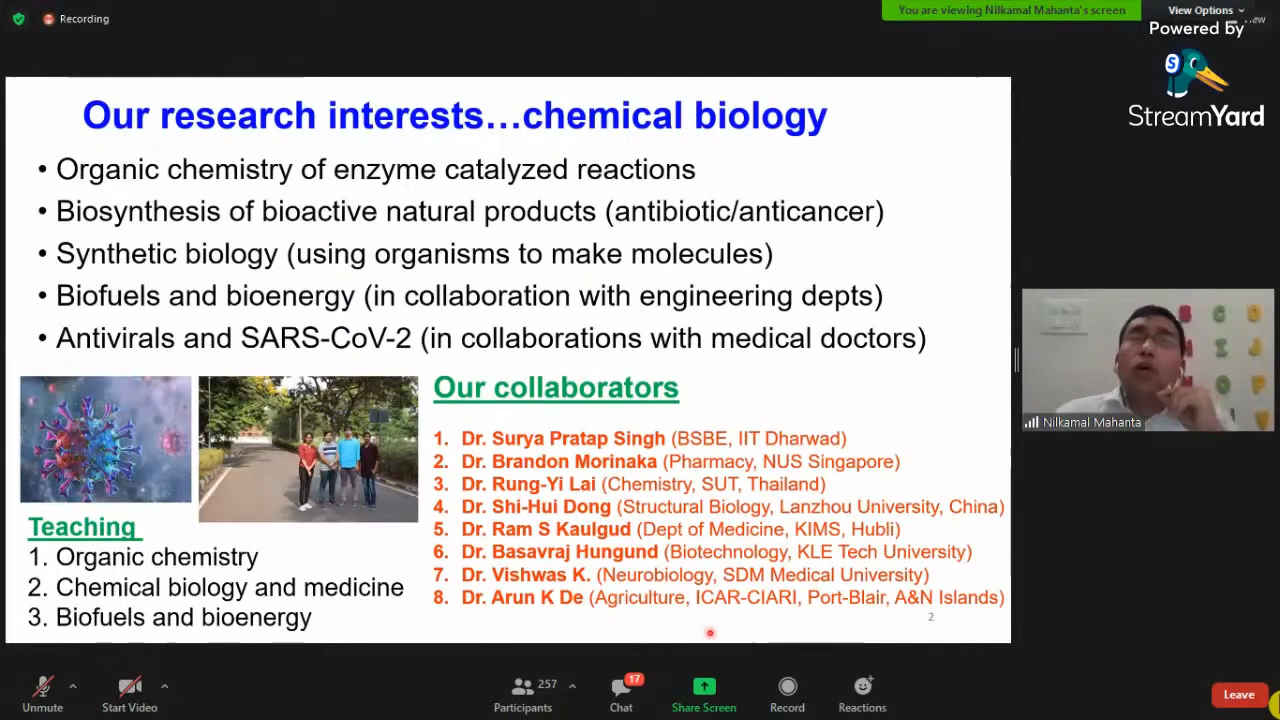 Recording
You are viewing Nilkamal Mahanta's screen
View Options
View
Powered by
S
StreamYard
Our research interests...chemical biology
• Organic chemistry of enzyme catalyzed reactions
• Biosynthesis of bioactive natural products (antibiotic/anticancer)
• Synthetic biology (using organisms to make molecules)
• Biofuels and bioenergy (in collaboration with engineering depts)
• Antivirals and SARS-CoV-2 (in collaborations with medical doctors)
Our collaborators
1. Dr. Surya Pratap Singh (BSBE, IIT Dharwad)
2. Dr. Brandon Morinaka (Pharmacy, NUS Singapore)
3. Dr. Rung-Yi Lai (Chemistry, SUT, Thailand)
4. Dr. Shi-Hui Dong (Structural Biology, Lanzhou University, China)
5. Dr. Ram S Kaulgud (Dept of Medicine, KIMS, Hubli)
6. Dr. Basavraj Hungund (Biotechnology, KLE Tech University)
7. Dr. Vishwas K. (Neurobiology, SDM Medical University)
8. Dr. Arun K De (Agriculture, ICAR-CIARI, Port-Blair, A&N Islands)
2
Teaching
1. Organic chemistry
2. Chemical biology and medicine
3. Biofuels and bioenergy
Nilkamal Mahanta
Unmute
Start Video
257
Participants
17
Chat
Share Screen
Record
Reactions
Leave